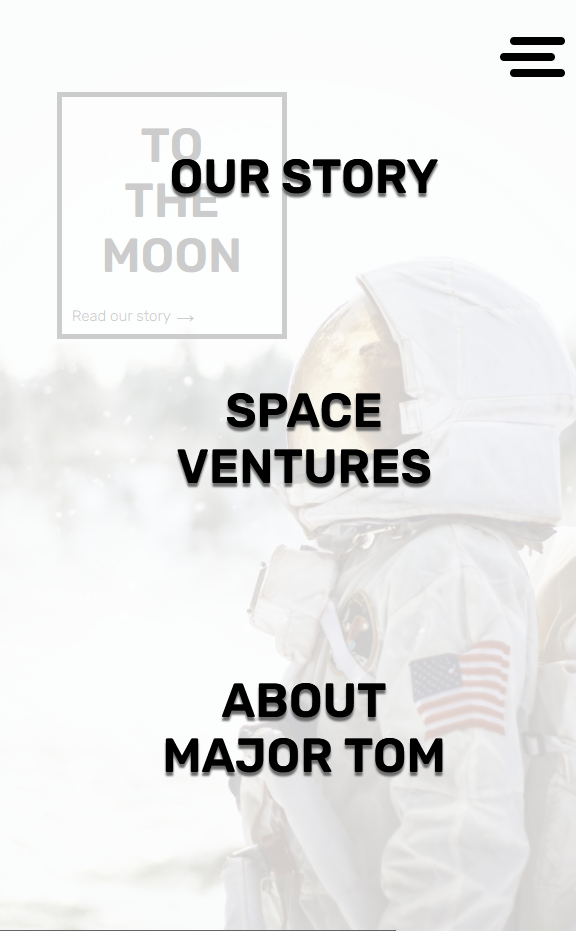 TO
THE
MOON
Read our story →
OUR STORY
SPACE
VENTURES
ABOUT
MAJOR TOM